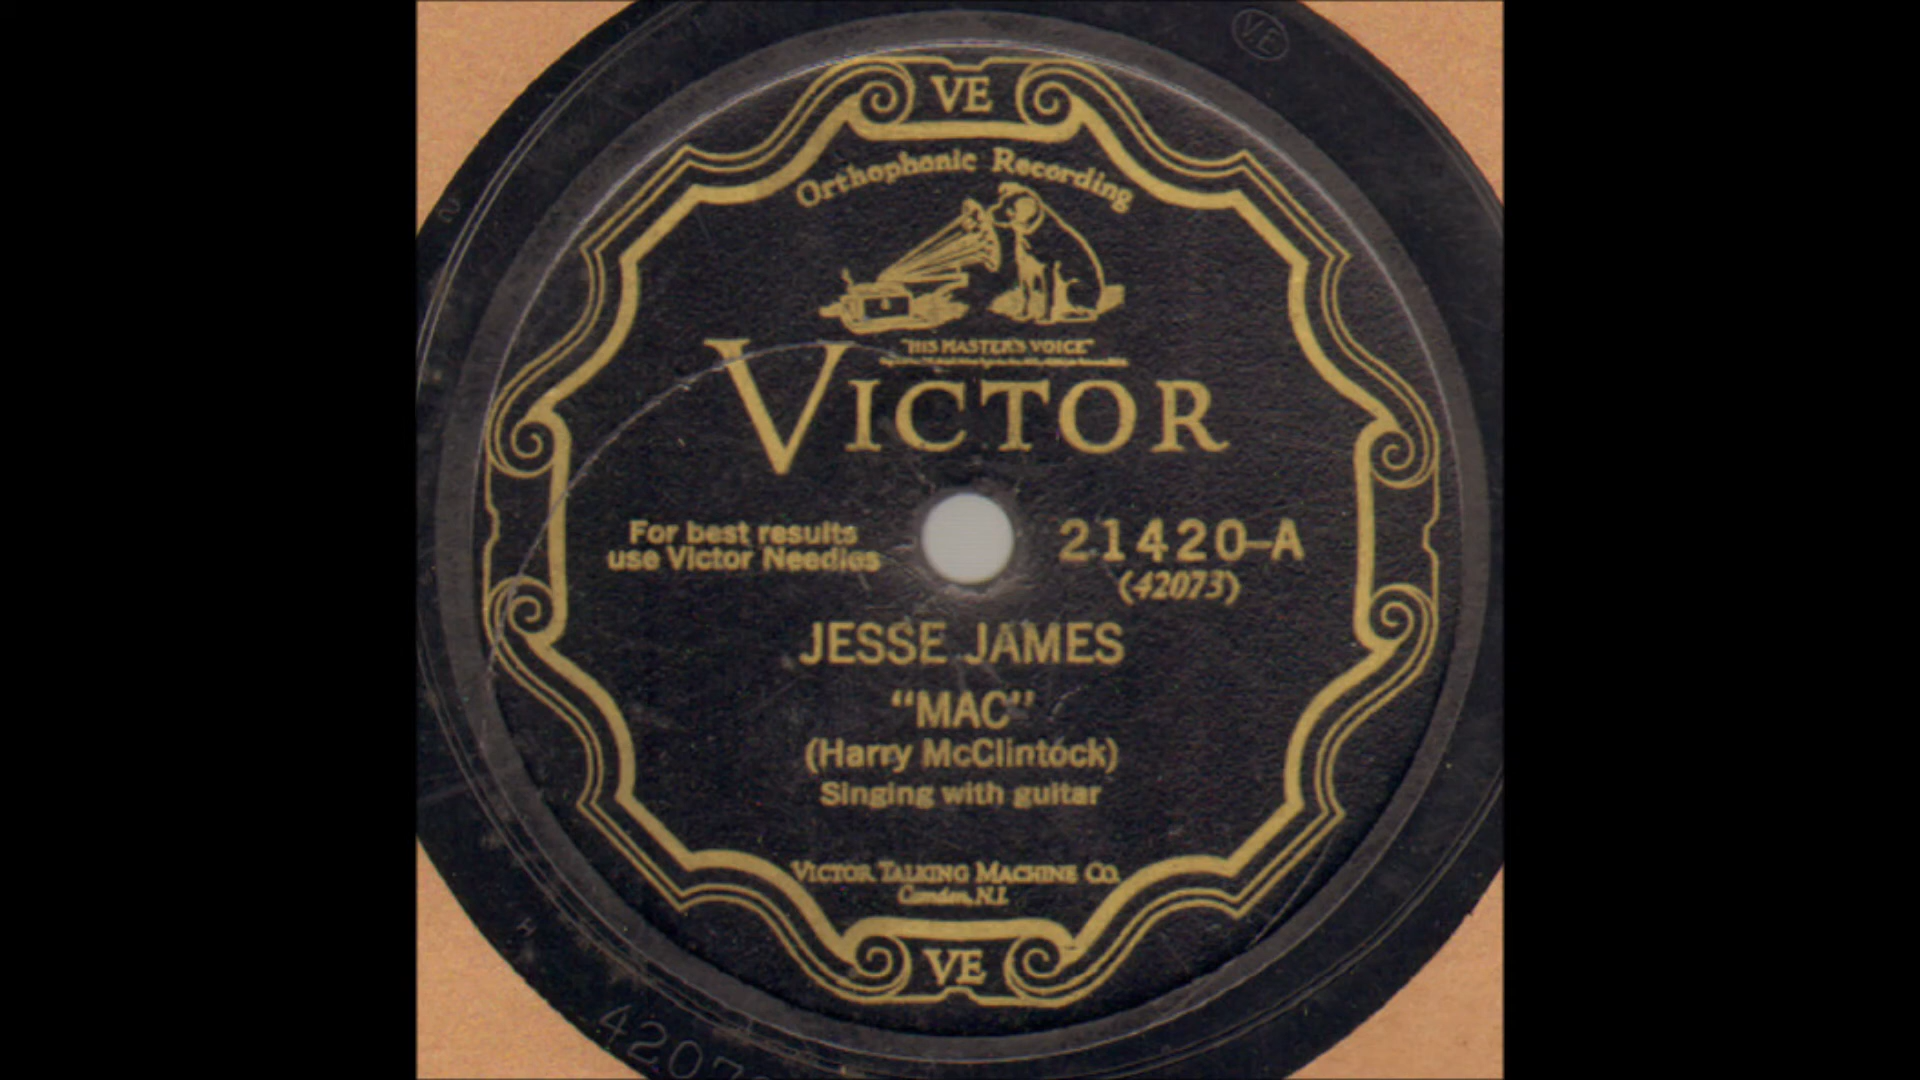 VE
VE
Orthophonic Recording
"HIS MASTER'S VOICE"
VICTOR
For best results
use Victor Needles
21420-A
(42073)
JESSE JAMES
"MAC"
(Harry McClintock)
Singing with guitar
VICTOR TALKING MACHINE CO.
Camden, N.J.
VE
4207